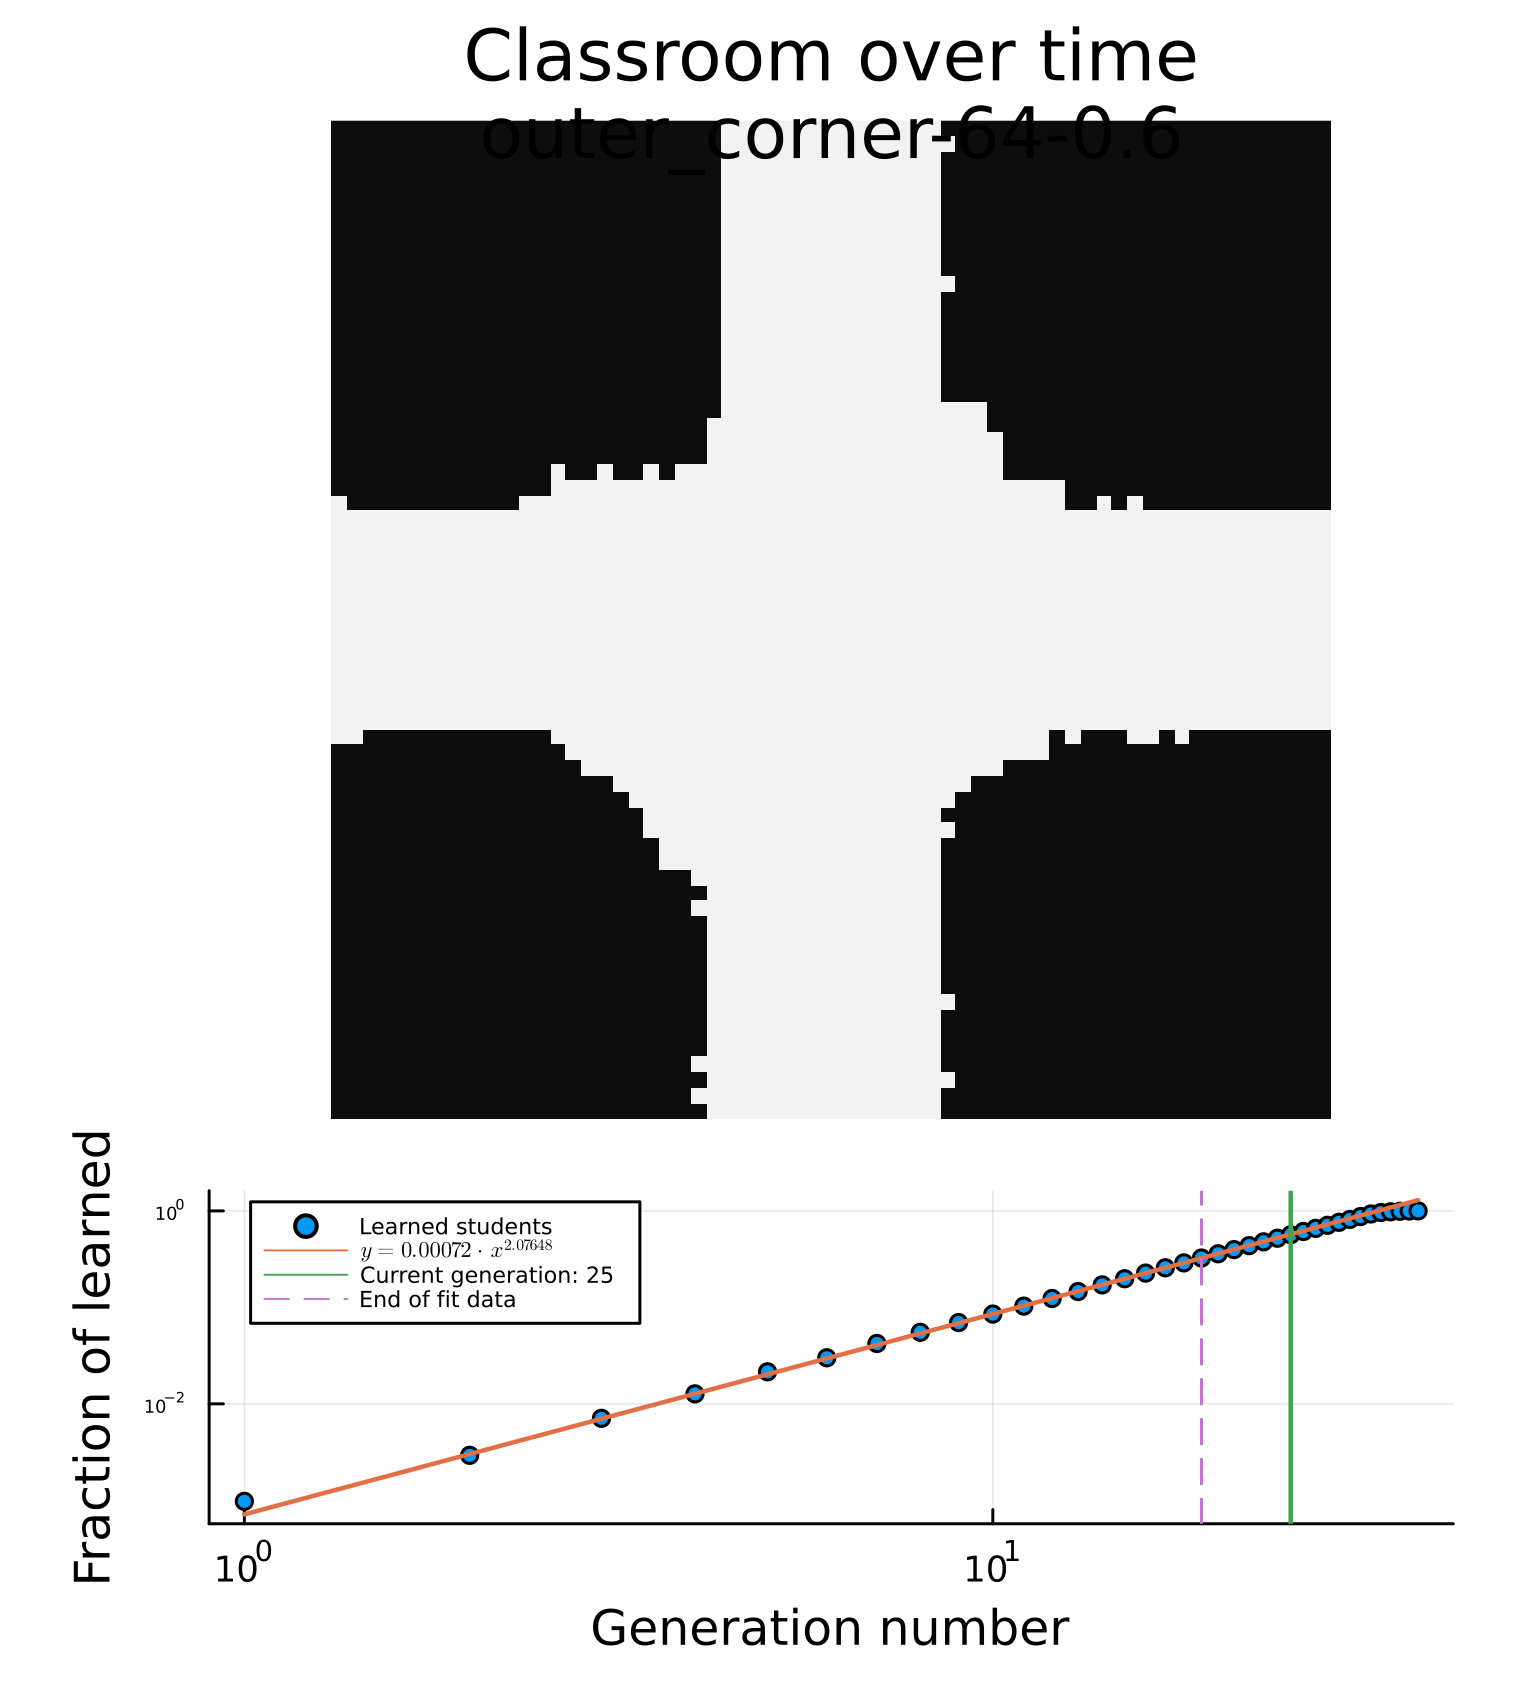 Classroom over time
outer_corner-64-0.6
Fraction of learned
10⁰
10⁻²
Learned students
y = 0.00072 · x^2.07648
Current generation: 25
End of fit data
10⁰
10¹
Generation number